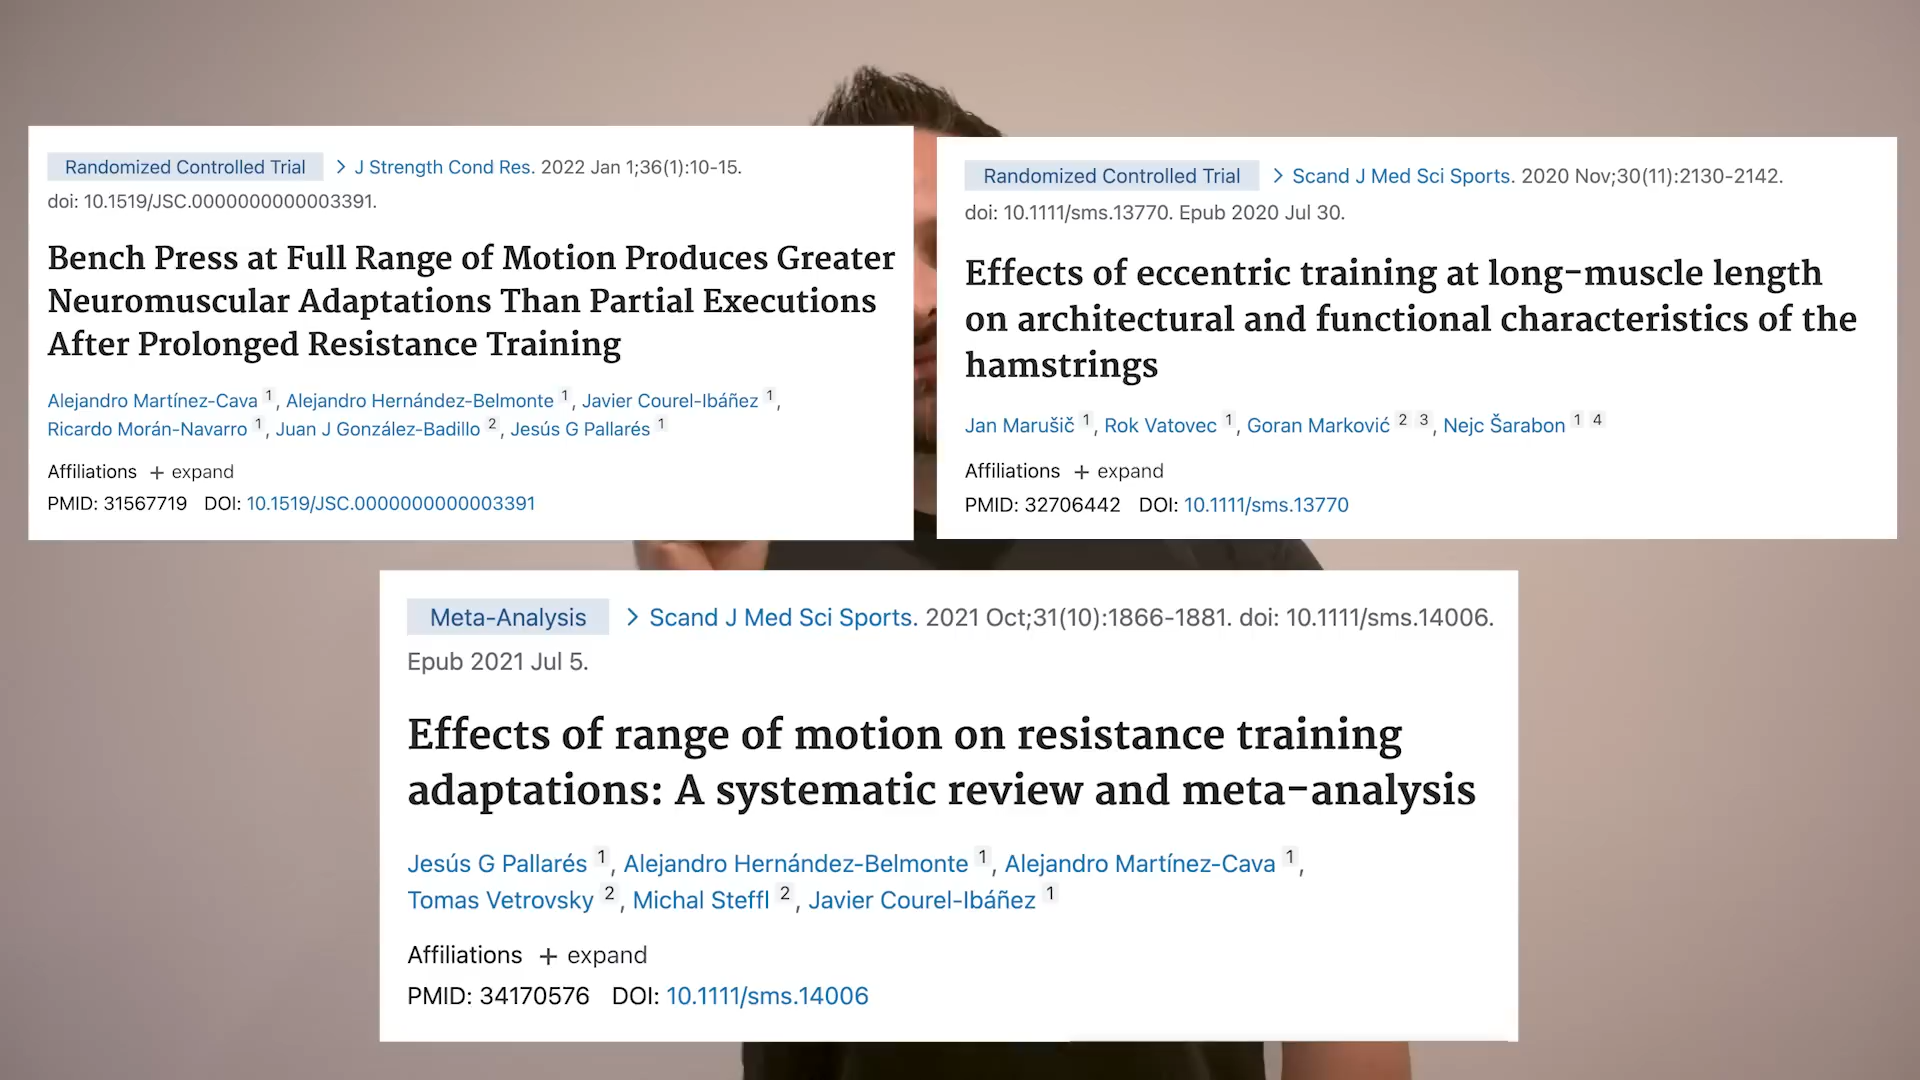 Randomized Controlled Trial > J Strength Cond Res. 2022 Jan 1;36(1):10-15.
doi: 10.1519/JSC.0000000000003391.
Bench Press at Full Range of Motion Produces Greater
Neuromuscular Adaptations Than Partial Executions
After Prolonged Resistance Training
Alejandro Martínez-Cava 1, Alejandro Hernández-Belmonte 1, Javier Courel-Ibáñez 1,
Ricardo Morán-Navarro 1, Juan J González-Badillo 2, Jesús G Pallarés 1
Affiliations + expand
PMID: 31567719 DOI: 10.1519/JSC.0000000000003391
Randomized Controlled Trial > Scand J Med Sci Sports. 2020 Nov;30(11):2130-2142.
doi: 10.1111/sms.13770. Epub 2020 Jul 30.
Effects of eccentric training at long-muscle length
on architectural and functional characteristics of the
hamstrings
Jan Marušič 1, Rok Vatovec 1, Goran Marković 2 3, Nejc Šarabon 1 4
Affiliations + expand
PMID: 32706442 DOI: 10.1111/sms.13770
Meta-Analysis > Scand J Med Sci Sports. 2021 Oct;31(10):1866-1881. doi: 10.1111/sms.14006.
Epub 2021 Jul 5.
Effects of range of motion on resistance training
adaptations: A systematic review and meta-analysis
Jesús G Pallarés 1, Alejandro Hernández-Belmonte 1, Alejandro Martínez-Cava 1,
Tomas Vetrovsky 2, Michal Steffl 2, Javier Courel-Ibáñez 1
Affiliations + expand
PMID: 34170576 DOI: 10.1111/sms.14006